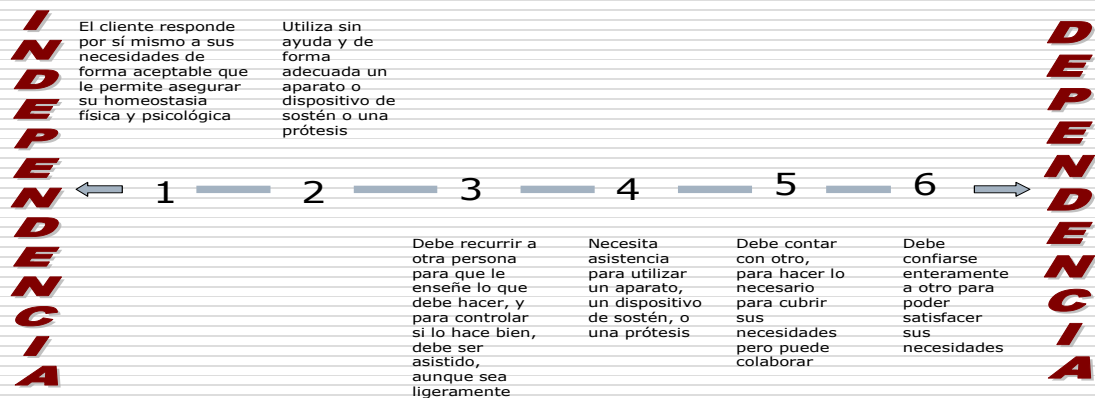 INDEPENDENCIA
El cliente responde
por sí mismo a sus
necesidades de
forma aceptable que
le permite asegurar
su homeostasia
física y psicológica
Utiliza sin
ayuda y de
forma
adecuada un
aparato o
dispositivo de
sostén o una
prótesis
1
2
3
4
5
6
Debe recurrir a
otra persona
para que le
enseñe lo que
debe hacer, y
para controlar
si lo hace bien,
debe ser
asistido,
aunque sea
ligeramente
Necesita
asistencia
para utilizar
un aparato,
un dispositivo
de sostén, o
una prótesis
Debe contar
con otro,
para hacer lo
necesario
para cubrir
sus
necesidades
pero puede
colaborar
Debe
confiarse
enteramente
a otro para
poder
satisfacer
sus
necesidades
DEPENDENCIA